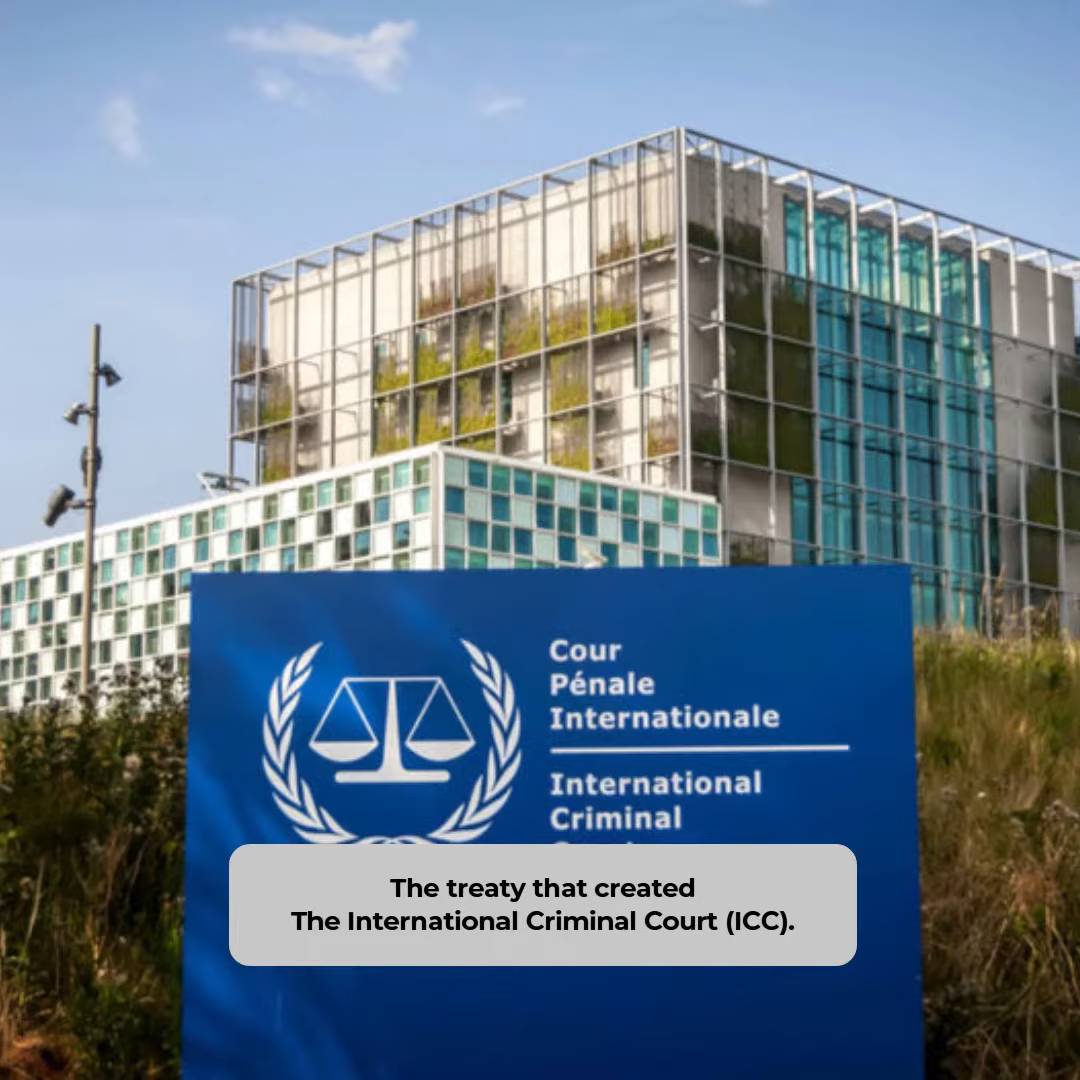 Cour
Pénale
Internationale
International
Criminal
The treaty that created
The International Criminal Court (ICC).